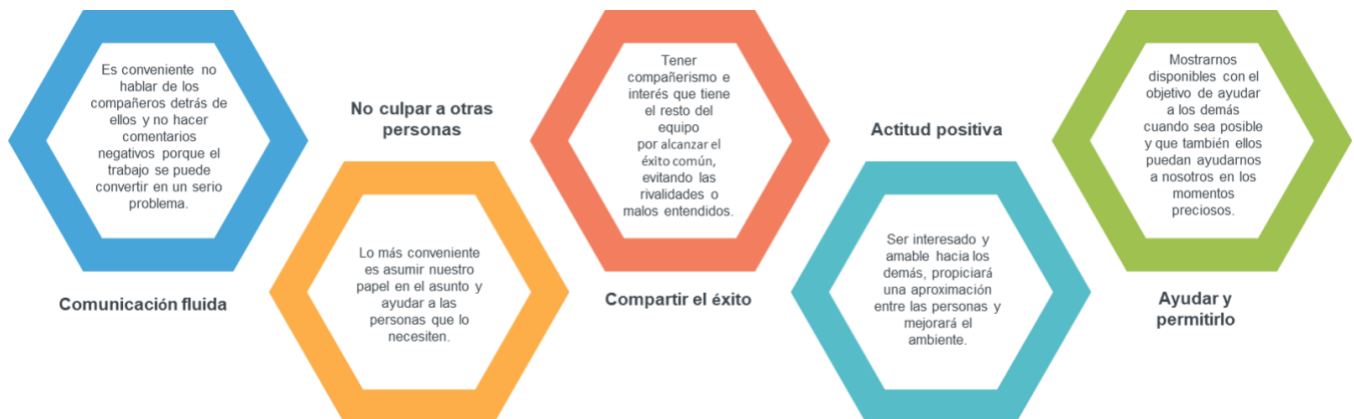 Es conveniente no
hablar de los
compañeros detrás de
ellos y no hacer
comentarios
negativos porque el
trabajo se puede
convertir en un serio
problema.
Comunicación fluida
No culpar a otras
personas
Lo más conveniente
es asumir nuestro
papel en el asunto y
ayudar a las
personas que lo
necesiten.
Tener
compañerismo e
interés que tiene
el resto del
equipo
por alcanzar el
éxito común,
evitando las
rivalidades o
malos entendidos.
Compartir el éxito
Actitud positiva
Ser interesado y
amable hacia los
demás, propiciará
una aproximación
entre las personas y
mejorará el
ambiente.
Mostrarnos
disponibles con el
objetivo de ayudar
a los demás
cuando sea posible
y que también ellos
puedan ayudarnos
a nosotros en los
momentos
preciosos.
Ayudar y
permitirlo